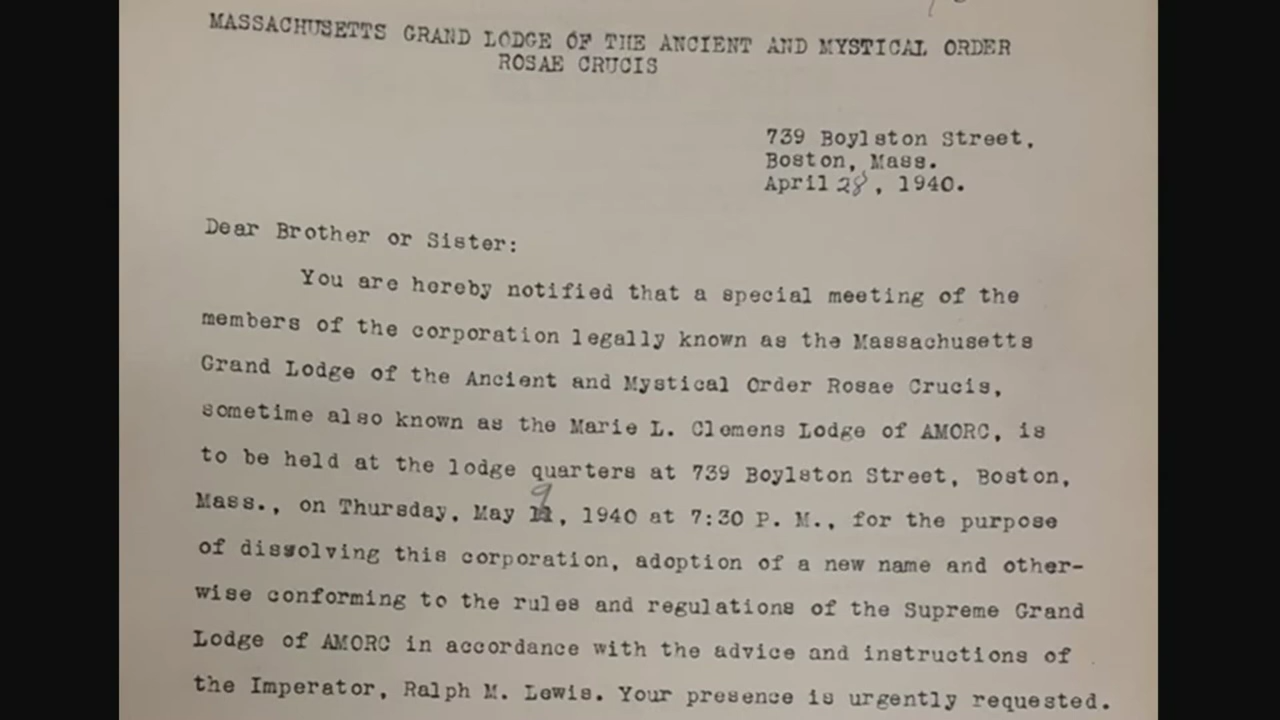 MASSACHUSETTS GRAND LODGE OF THE ANCIENT AND MYSTICAL ORDER
ROSAE CRUCIS
739 Boylston Street,
Boston, Mass.
April 28, 1940.
Dear Brother or Sister:
You are hereby notified that a special meeting of the
members of the corporation legally known as the Massachusetts
Grand Lodge of the Ancient and Mystical Order Rosae Crucis,
sometime also known as the Marie L. Clemens Lodge of AMORC, is
to be held at the lodge quarters at 739 Boylston Street, Boston,
Mass., on Thursday, May 9, 1940 at 7:30 P. M., for the purpose
of dissolving this corporation, adoption of a new name and other-
wise conforming to the rules and regulations of the Supreme Grand
Lodge of AMORC in accordance with the advice and instructions of
the Imperator, Ralph M. Lewis. Your presence is urgently requested.